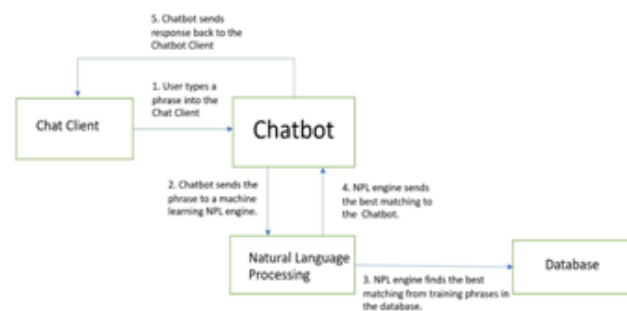 5. Chatbot sends
response back to the
Chatbot Client
1. User types a
phrase into the
Chat Client
Chat Client
Chatbot
2. Chatbot sends the
phrase to a machine
learning NPL engine.
4. NPL engine sends
the best matching to
the Chatbot.
Natural Language
Processing
Database
3. NPL engine finds the best
matching from training phrases in
the database.